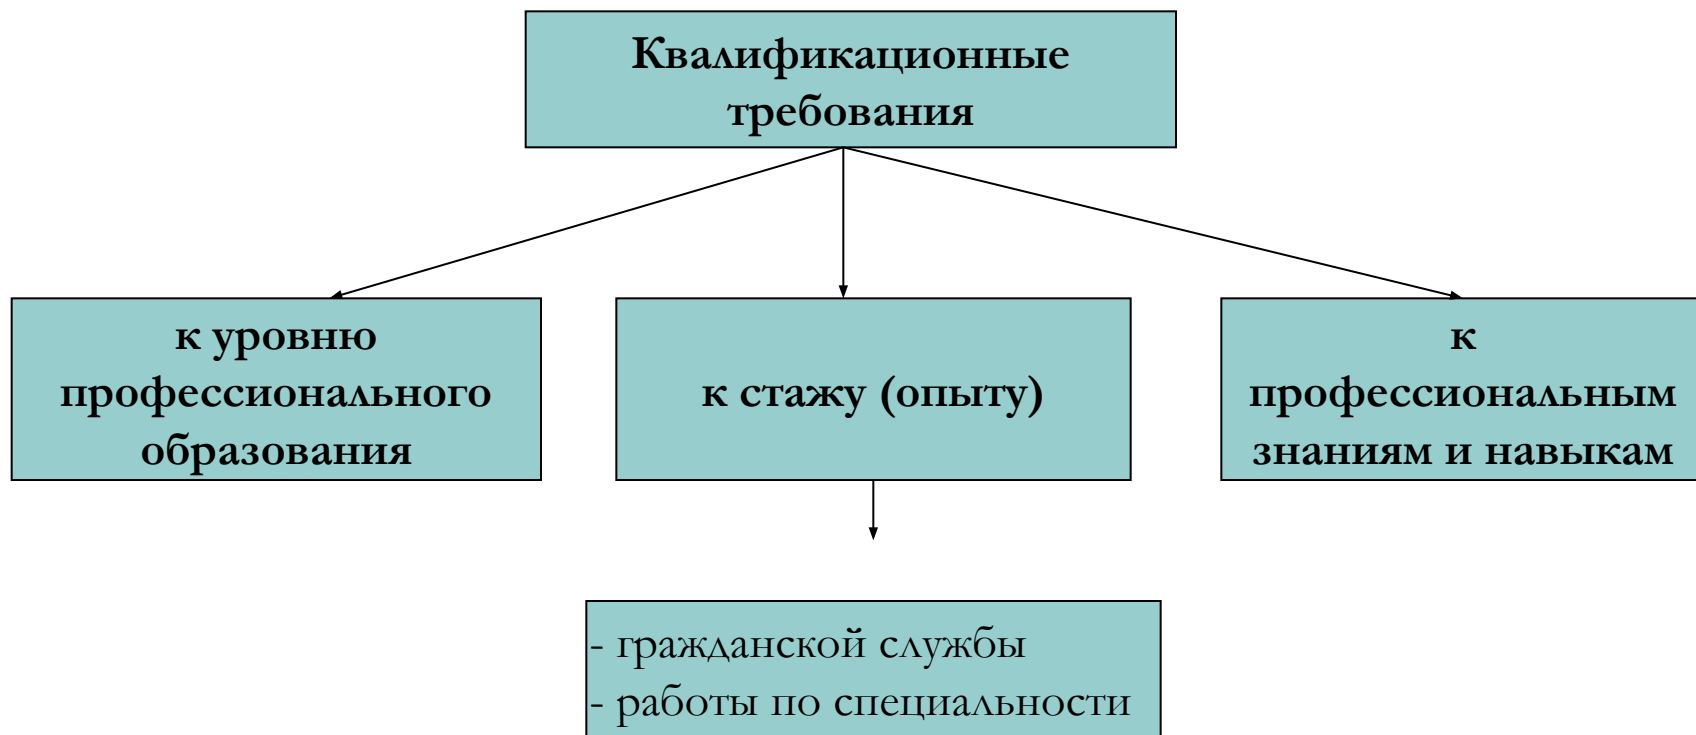 Квалификационные
требования
к уровню
профессионального
образования
к стажу (опыту)
к
профессиональным
знаниям и навыкам
- гражданской службы
- работы по специальности